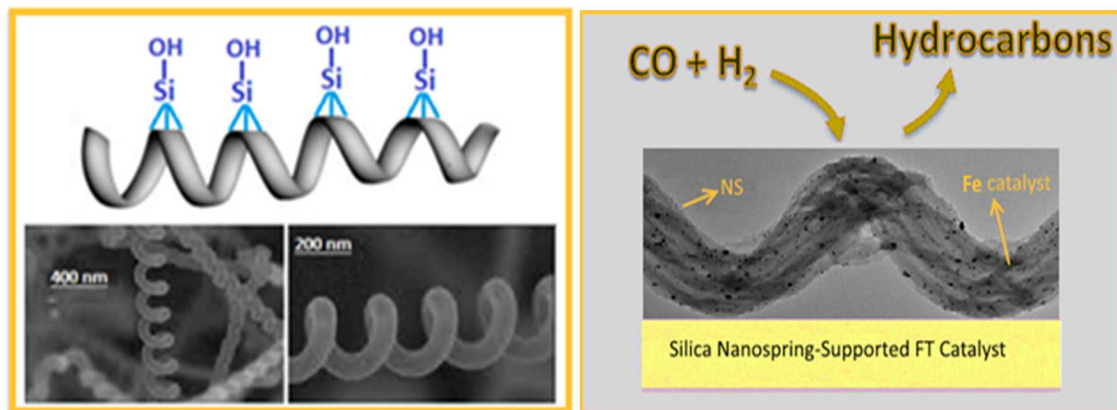 OH
OH
OH
OH
Si
Si
Si
Si
400 nm
200 nm
CO + H₂
Hydrocarbons
NS
Fe catalyst
Silica Nanospring-Supported FT Catalyst